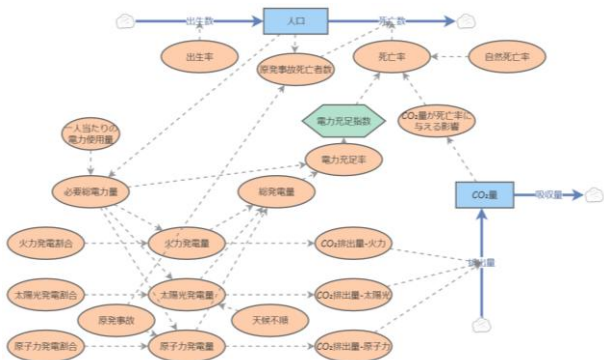 出生数
人口
死亡数
出生率
原発事故死亡者数
死亡率
自然死亡率
電力充足指数
CO₂量が死亡率に
与える影響
一人当たりの
電力使用量
電力充足率
必要総電力量
総発電量
CO₂量
吸収量
火力発電割合
火力発電量
CO₂排出量-火力
排出量
太陽光発電割合
太陽光発電量
CO₂排出量-太陽光
原発事故
天候不順
原子力発電割合
原子力発電量
CO₂排出量-原子力